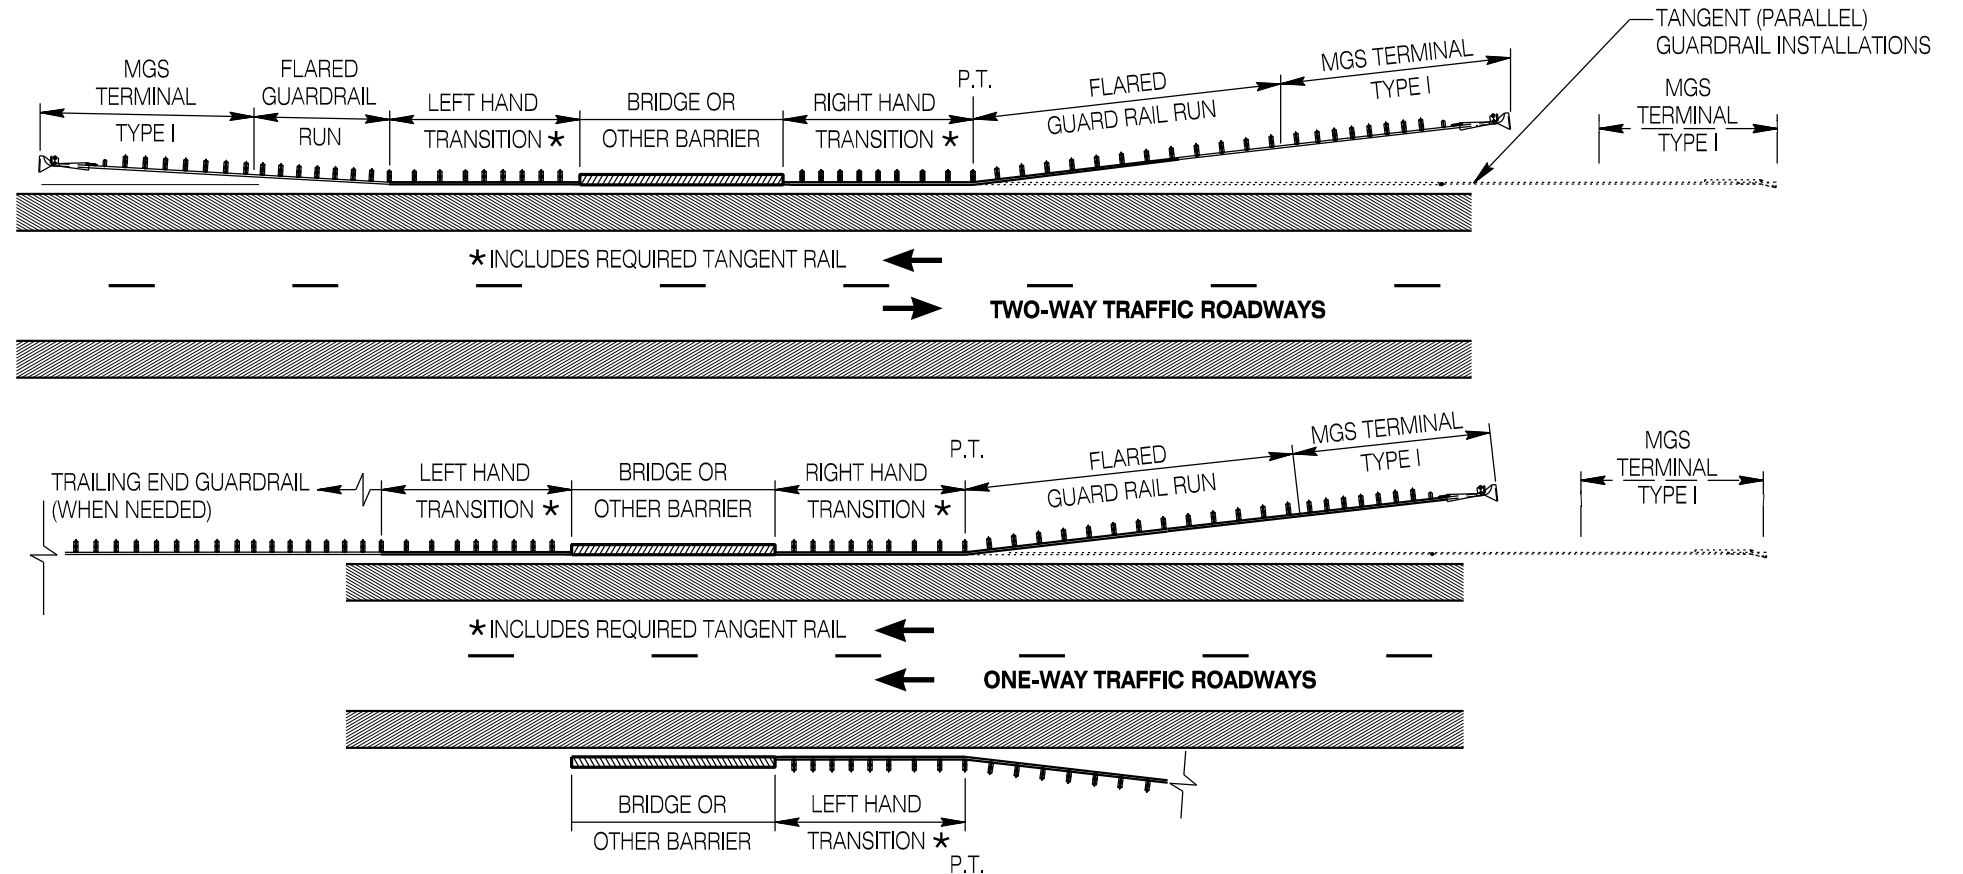 TANGENT (PARALLEL)
GUARDRAIL INSTALLATIONS
MGS
TERMINAL
TYPE I
FLARED
GUARDRAIL
RUN
LEFT HAND
TRANSITION *
BRIDGE OR
OTHER BARRIER
RIGHT HAND
TRANSITION *
P.T.
FLARED
GUARD RAIL RUN
MGS TERMINAL
TYPE I
MGS
TERMINAL
TYPE I
* INCLUDES REQUIRED TANGENT RAIL
TWO-WAY TRAFFIC ROADWAYS
TRAILING END GUARDRAIL
(WHEN NEEDED)
LEFT HAND
TRANSITION *
BRIDGE OR
OTHER BARRIER
RIGHT HAND
TRANSITION *
P.T.
FLARED
GUARD RAIL RUN
MGS TERMINAL
TYPE I
MGS
TERMINAL
TYPE I
* INCLUDES REQUIRED TANGENT RAIL
ONE-WAY TRAFFIC ROADWAYS
BRIDGE OR
OTHER BARRIER
LEFT HAND
TRANSITION *
P.T.